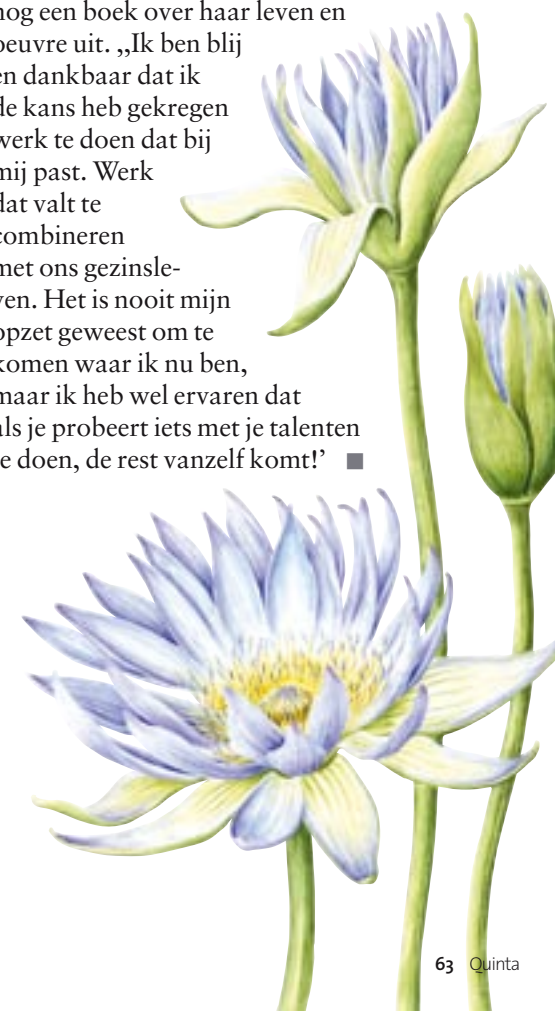 nog een boek over haar leven en
oeuvre uit. „Ik ben blij
en dankbaar dat ik
de kans heb gekregen
werk te doen dat bij
mij past. Werk
dat valt te
combineren
met ons gezinsle-
ven. Het is nooit mijn
opzet geweest om te
komen waar ik nu ben,
maar ik heb wel ervaren dat
als je probeert iets met je talenten
te doen, de rest vanzelf komt!’
63 Quinta